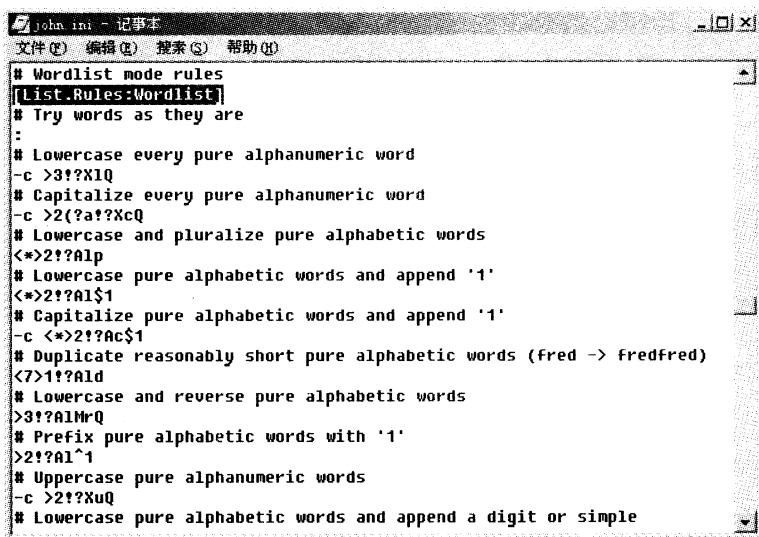 john.ini - 记事本
文件(F) 编辑(E) 搜索(S) 帮助(H)
# Wordlist mode rules
[List.Rules:Wordlist]
# Try words as they are
:
# Lowercase every pure alphanumeric word
-c >3!?XlQ
# Capitalize every pure alphanumeric word
-c >2(?a!?XcQ
# Lowercase and pluralize pure alphabetic words
<*>2!?Alp
# Lowercase pure alphabetic words and append '1'
<*>2!?Al$1
# Capitalize pure alphabetic words and append '1'
-c <*>2!?Ac$1
# Duplicate reasonably short pure alphabetic words (fred -> fredfred)
<7>1!?Ald
# Lowercase and reverse pure alphabetic words
>3!?AlMrQ
# Prefix pure alphabetic words with '1'
>2!?Al^1
# Uppercase pure alphanumeric words
-c >2!?XuQ
# Lowercase pure alphabetic words and append a digit or simple